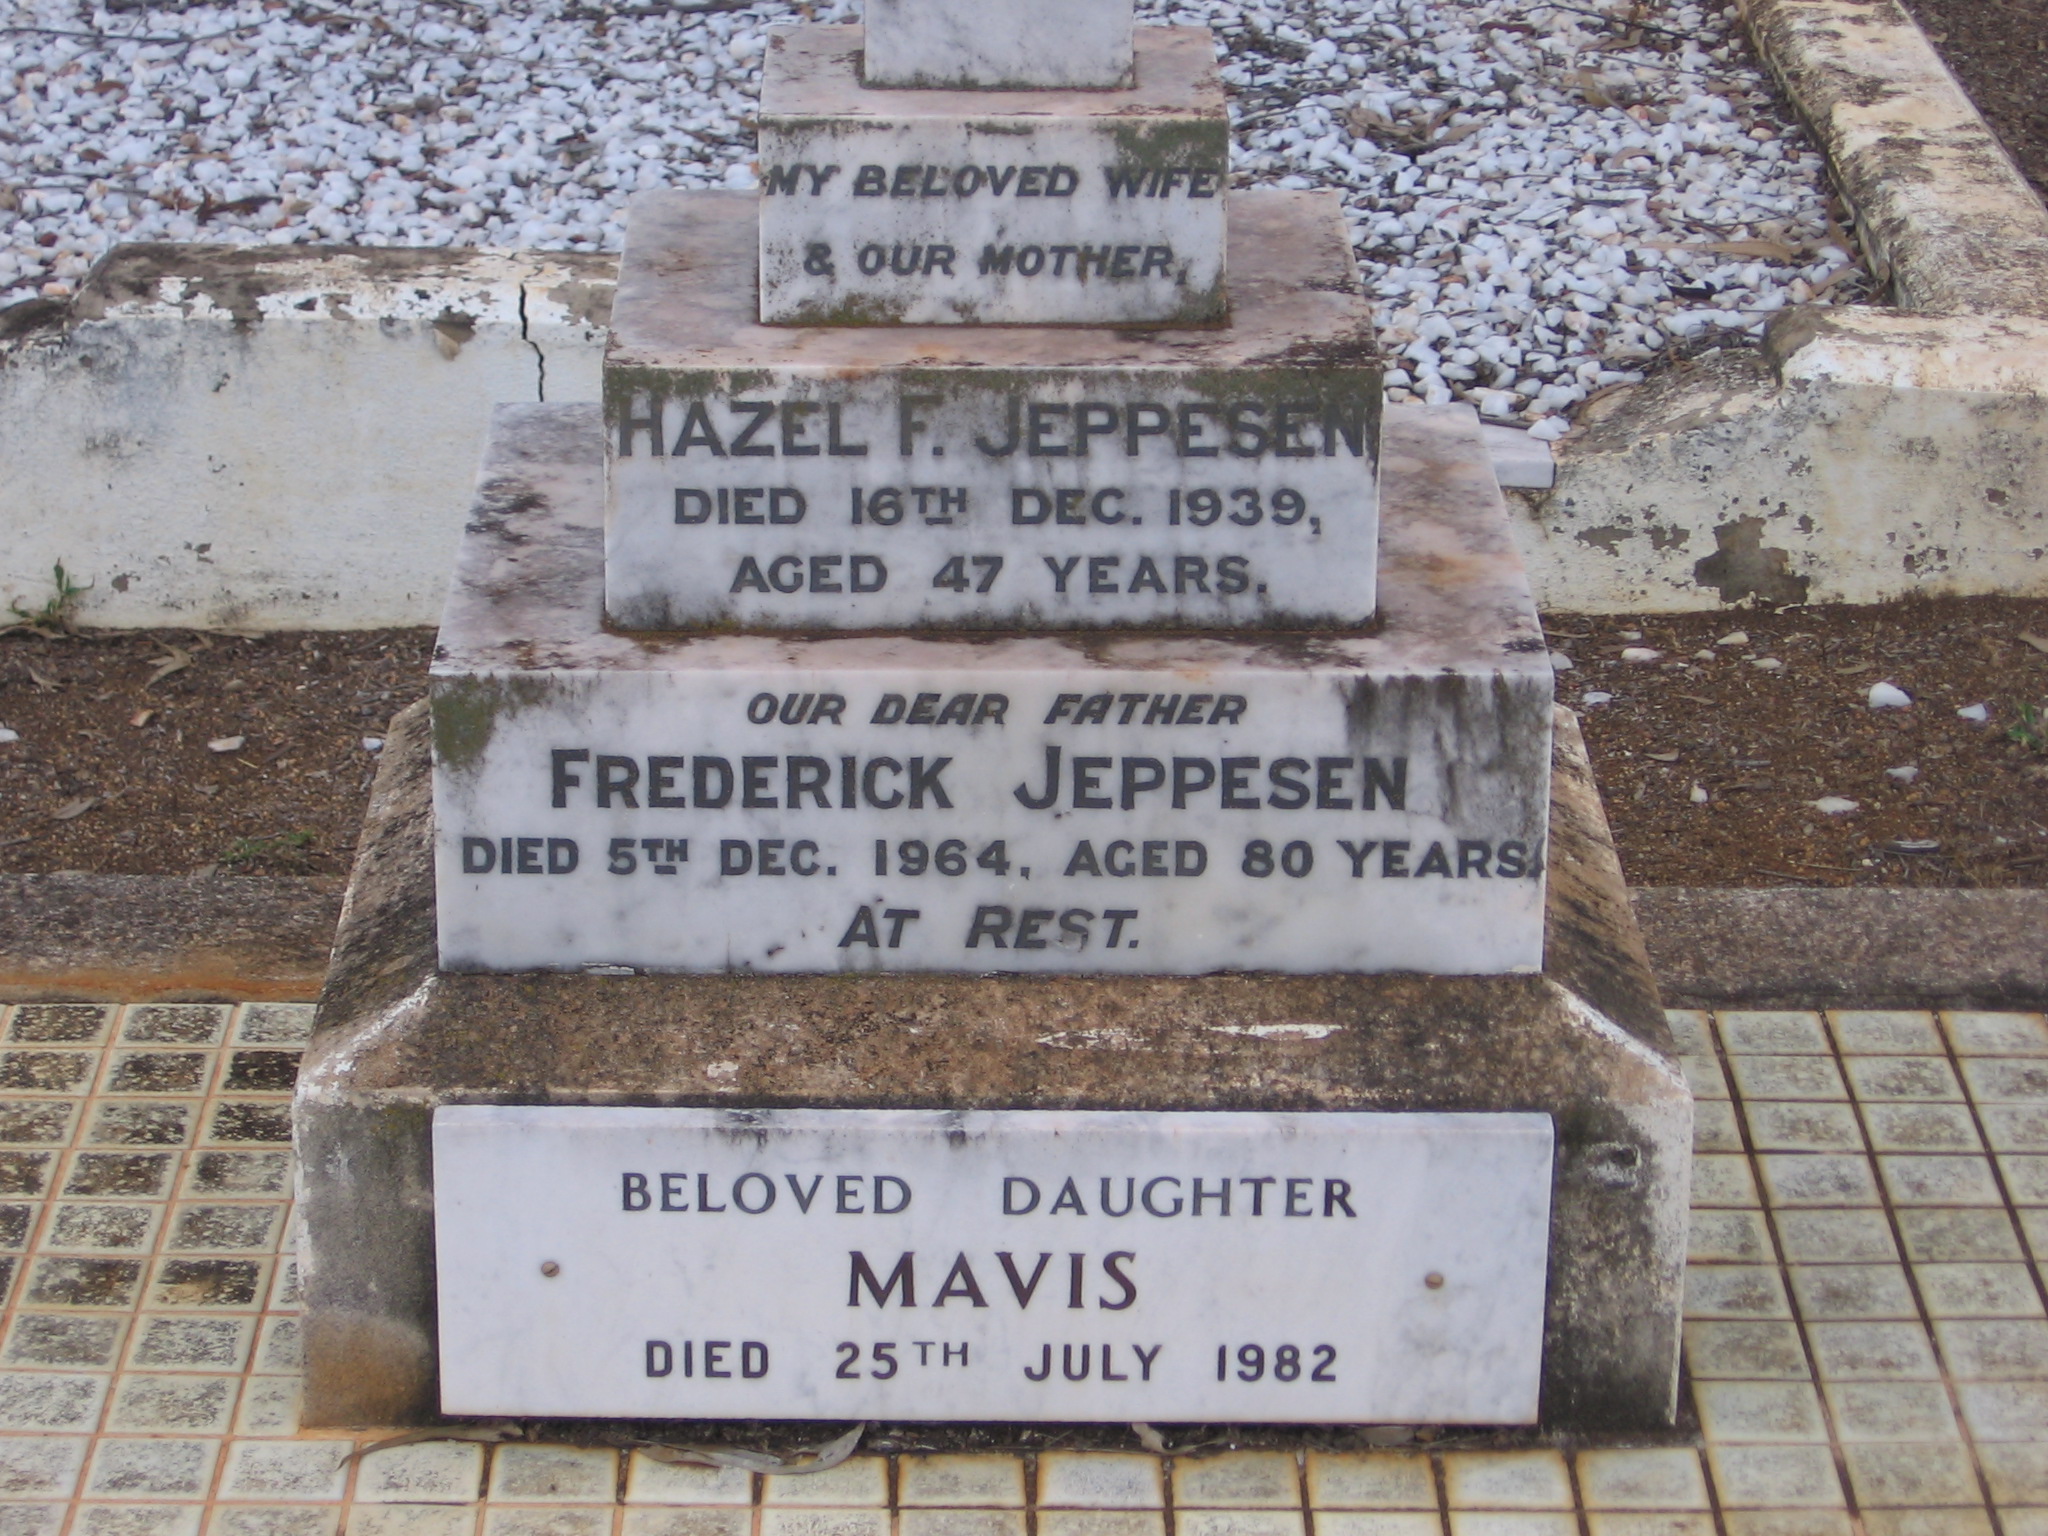 MY BELOVED WIFE
& OUR MOTHER,
HAZEL F. JEPPESEN
DIED 16TH DEC. 1939,
AGED 47 YEARS.
OUR DEAR FATHER
FREDERICK JEPPESEN
DIED 5TH DEC. 1964, AGED 80 YEARS.
AT REST.
BELOVED DAUGHTER
MAVIS
DIED 25TH JULY 1982